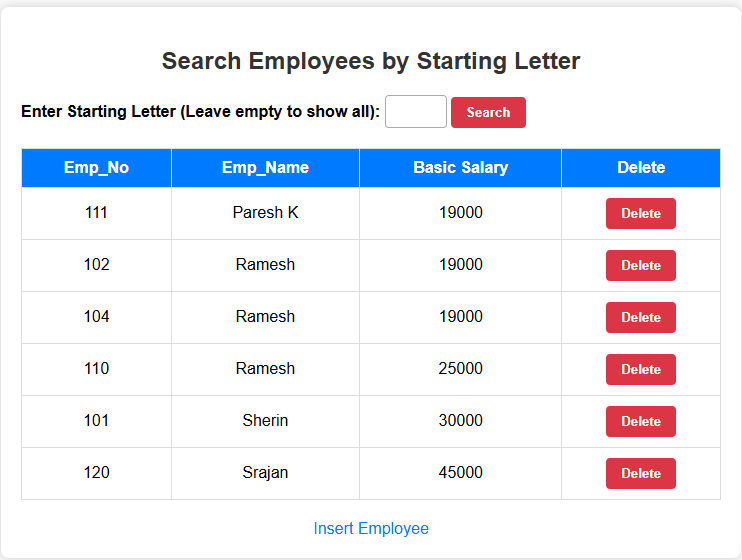 Search Employees by Starting Letter
Enter Starting Letter (Leave empty to show all): Search
Emp_No Emp_Name Basic Salary Delete
111 Paresh K 19000 Delete
102 Ramesh 19000 Delete
104 Ramesh 19000 Delete
110 Ramesh 25000 Delete
101 Sherin 30000 Delete
120 Srajan 45000 Delete
Insert Employee